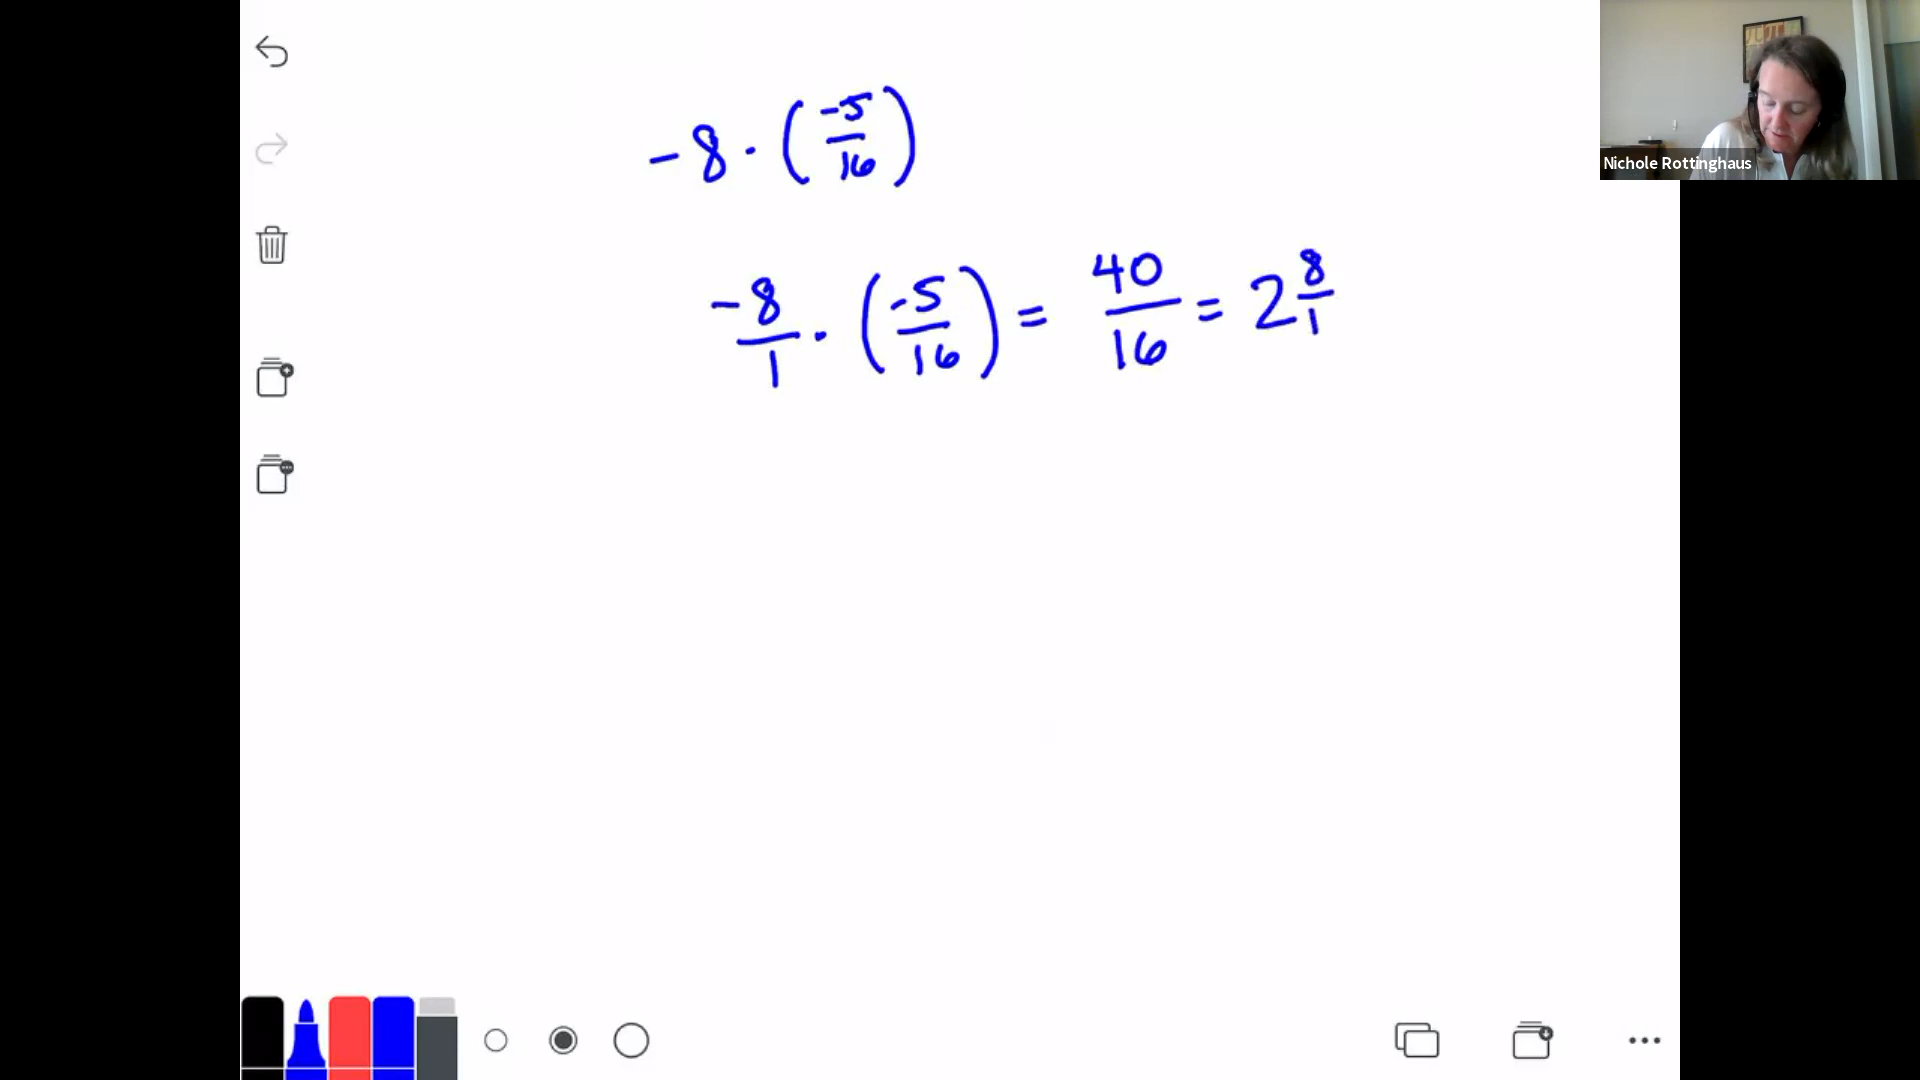 -8 · (-5/16)
Nichole Rottinghaus
-8/1 · (-5/16) = 40/16 = 2 8/1